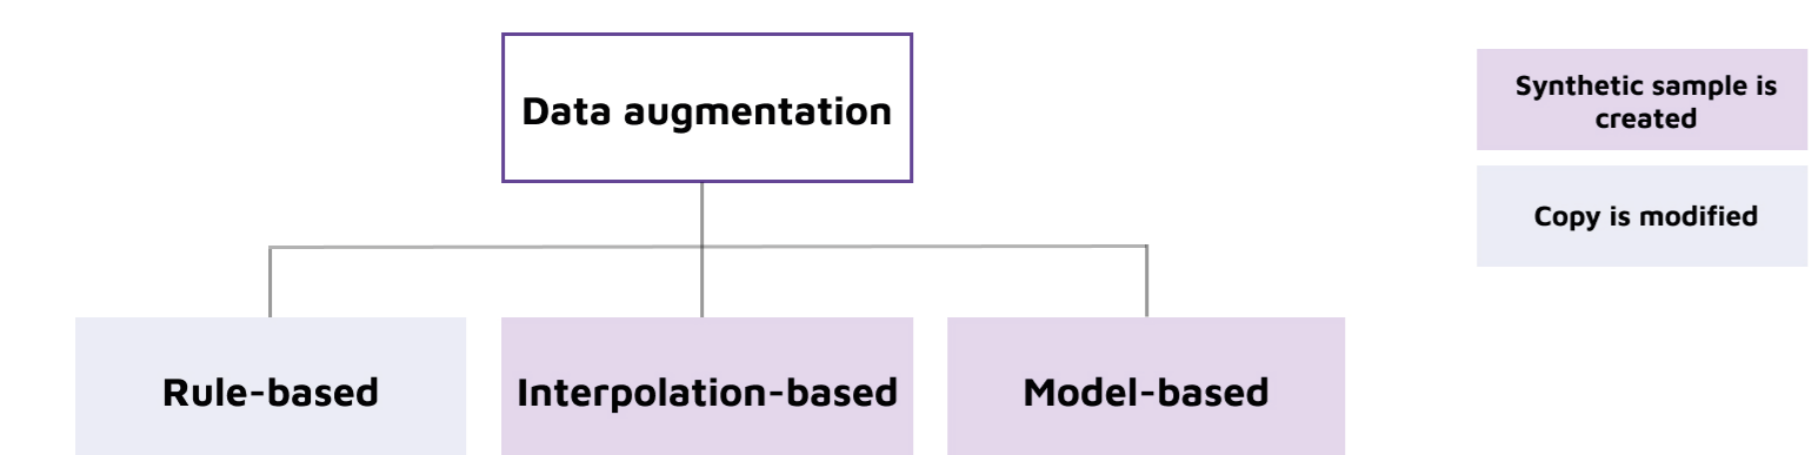 Data augmentation
Synthetic sample is
created
Copy is modified
Rule-based
Interpolation-based
Model-based